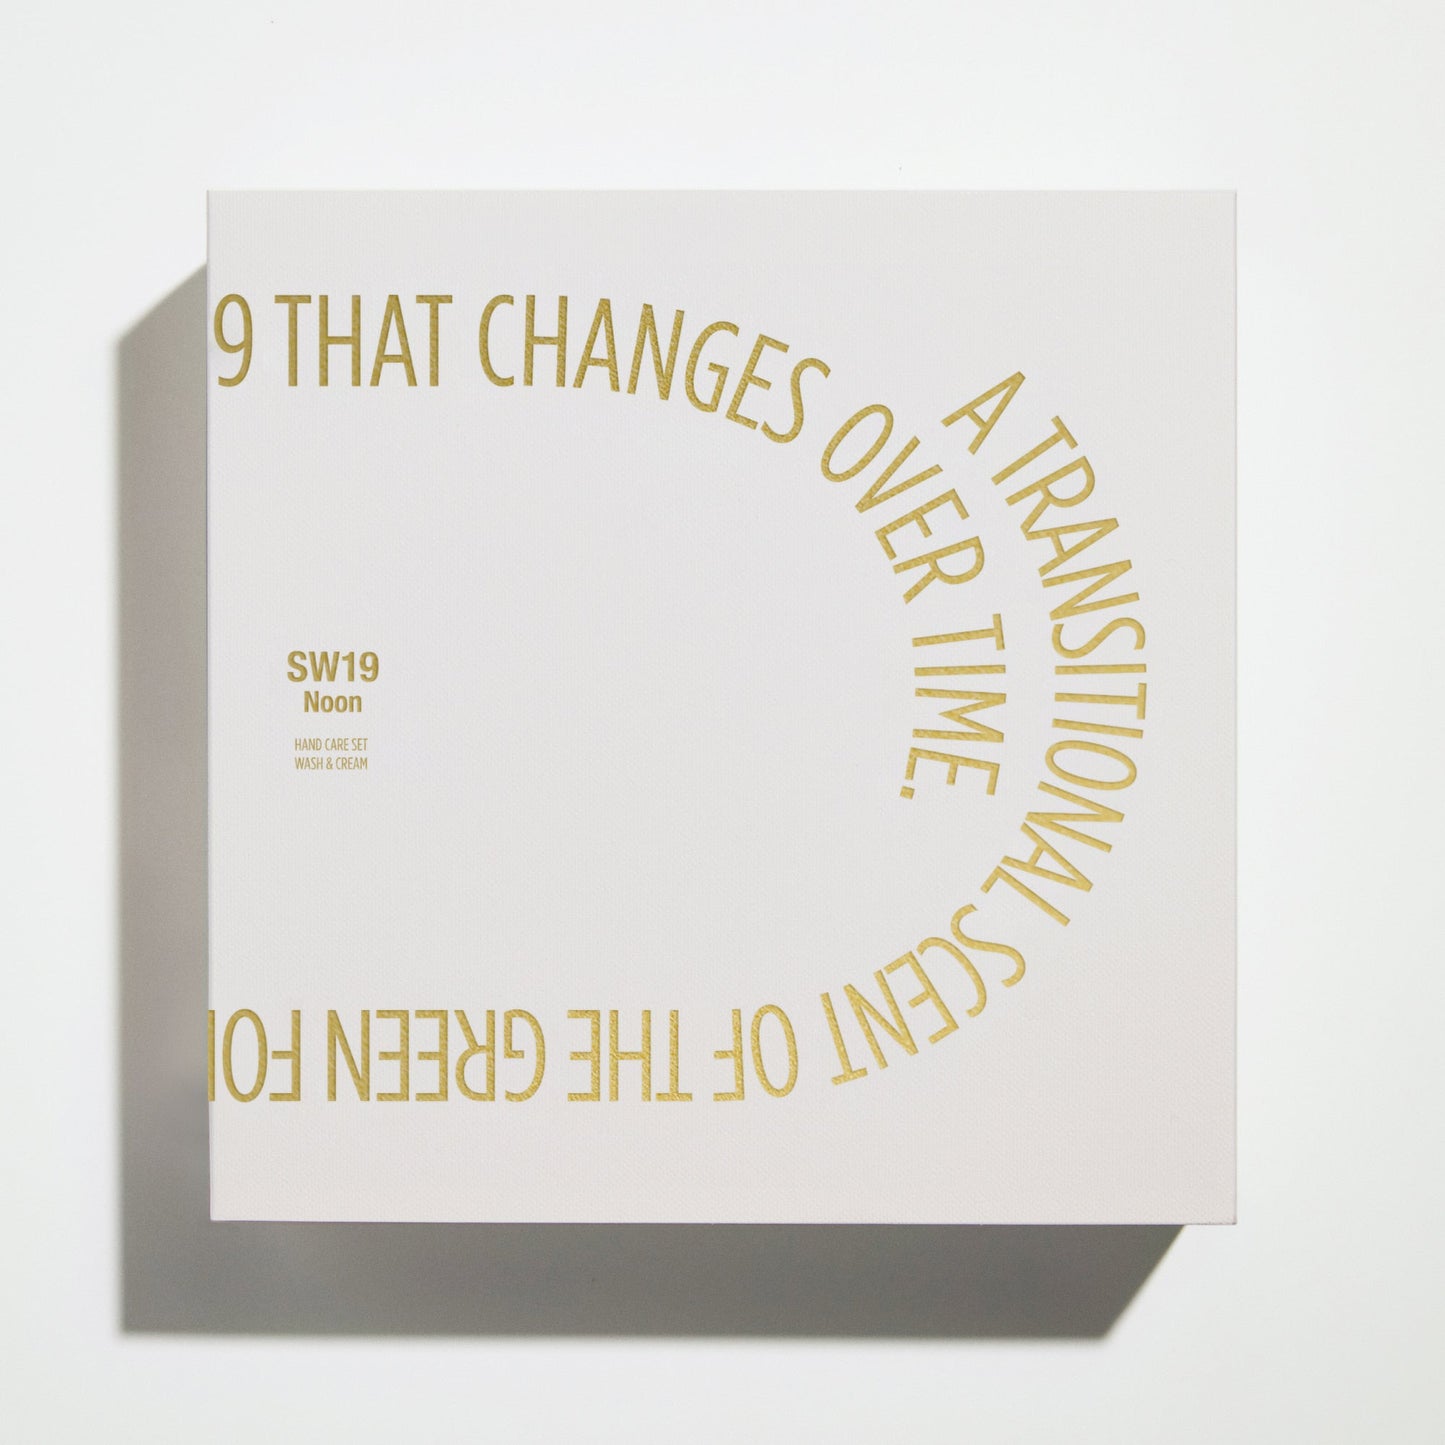 A TRANSITIONAL SCENT OF THE GREEN FO
9 THAT CHANGES OVER TIME.
SW19
Noon
HAND CARE SET
WASH & CREAM